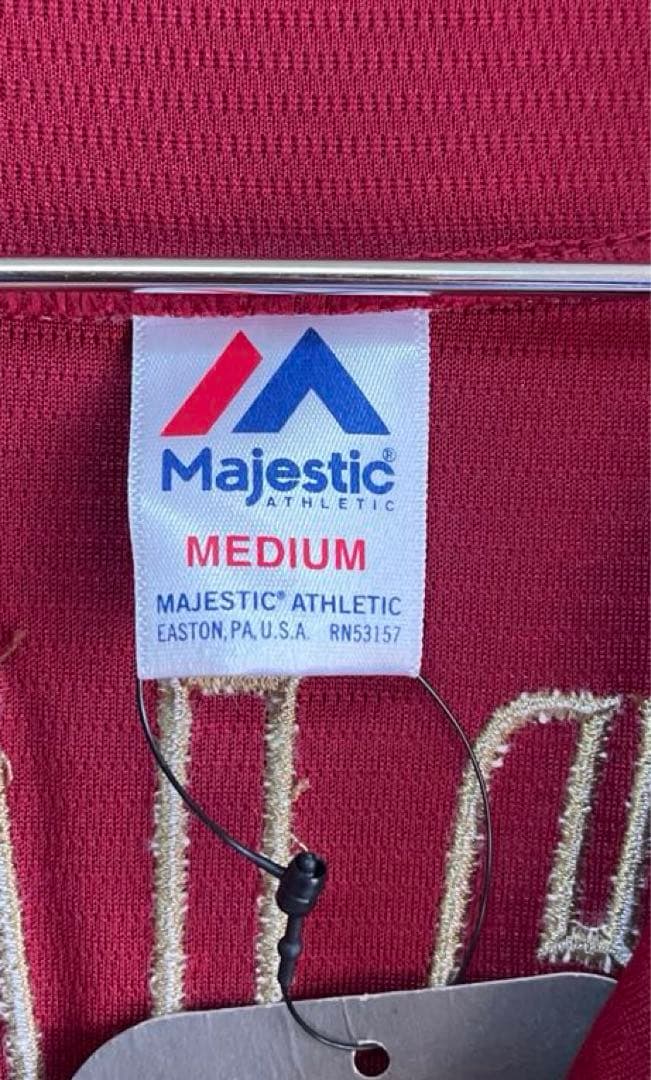 Majestic®
ATHLETIC
MEDIUM
MAJESTIC® ATHLETIC
EASTON, PA, U.S.A. RN53157